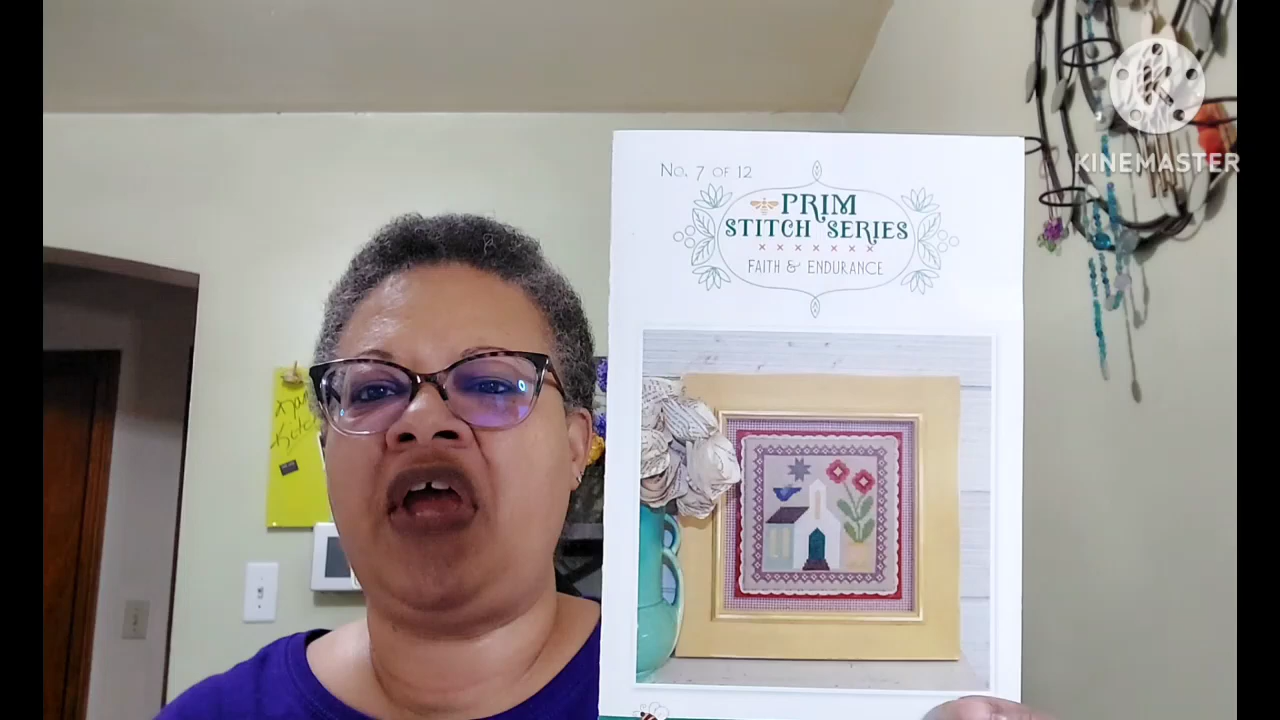 No. 7 OF 12
PRIM
STITCH SERIES
FAITH & ENDURANCE
KINEMASTER